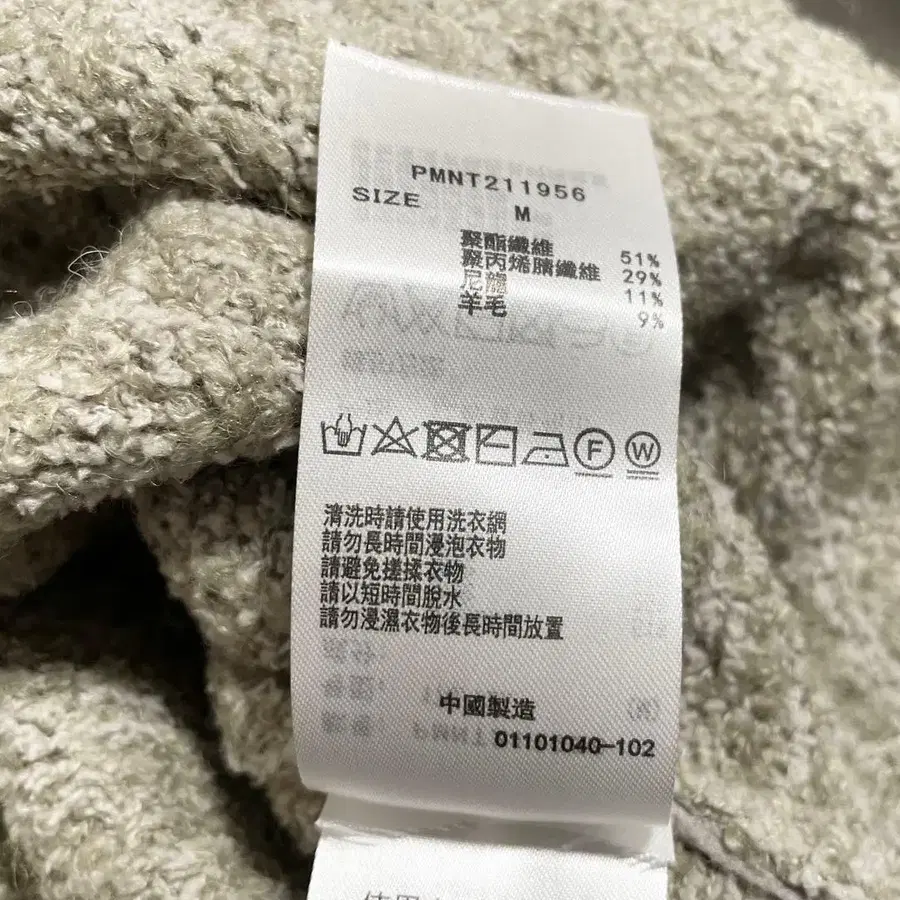 PMNT211956
SIZE M
聚酯纖維 51%
聚丙烯腈纖維 29%
尼龍 11%
羊毛 9%
F W
清洗時請使用洗衣網
請勿長時間浸泡衣物
請避免搓揉衣物
請以短時間脫水
請勿浸濕衣物後長時間放置
中國製造
01101040-102